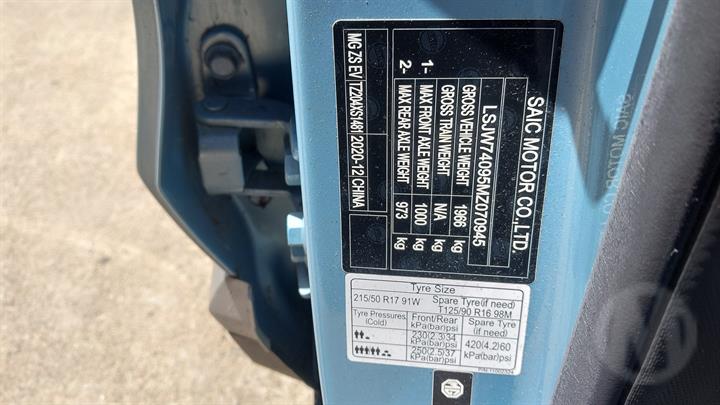 SAIC MOTOR CO.,LTD.
LSJW74095MZ070945
GROSS VEHICLE WEIGHT 1966 kg
GROSS TRAIN WEIGHT N/A kg
1- MAX FRONT AXLE WEIGHT 1000 kg
2- MAX REAR AXLE WEIGHT 973 kg
MG ZS EV TZ204XS1481 2020-12 CHINA
Tyre Size
215/50 R17 91W
Spare Tyre(if need)
T125/90 R16 98M
Tyre Pressures
(Cold)
Front/Rear
kPa(bar)psi
Spare Tyre
(if need)
230(2.3)34
250(2.5)37
kPa(bar)psi
420(4.2)60
kPa(bar)psi
MG